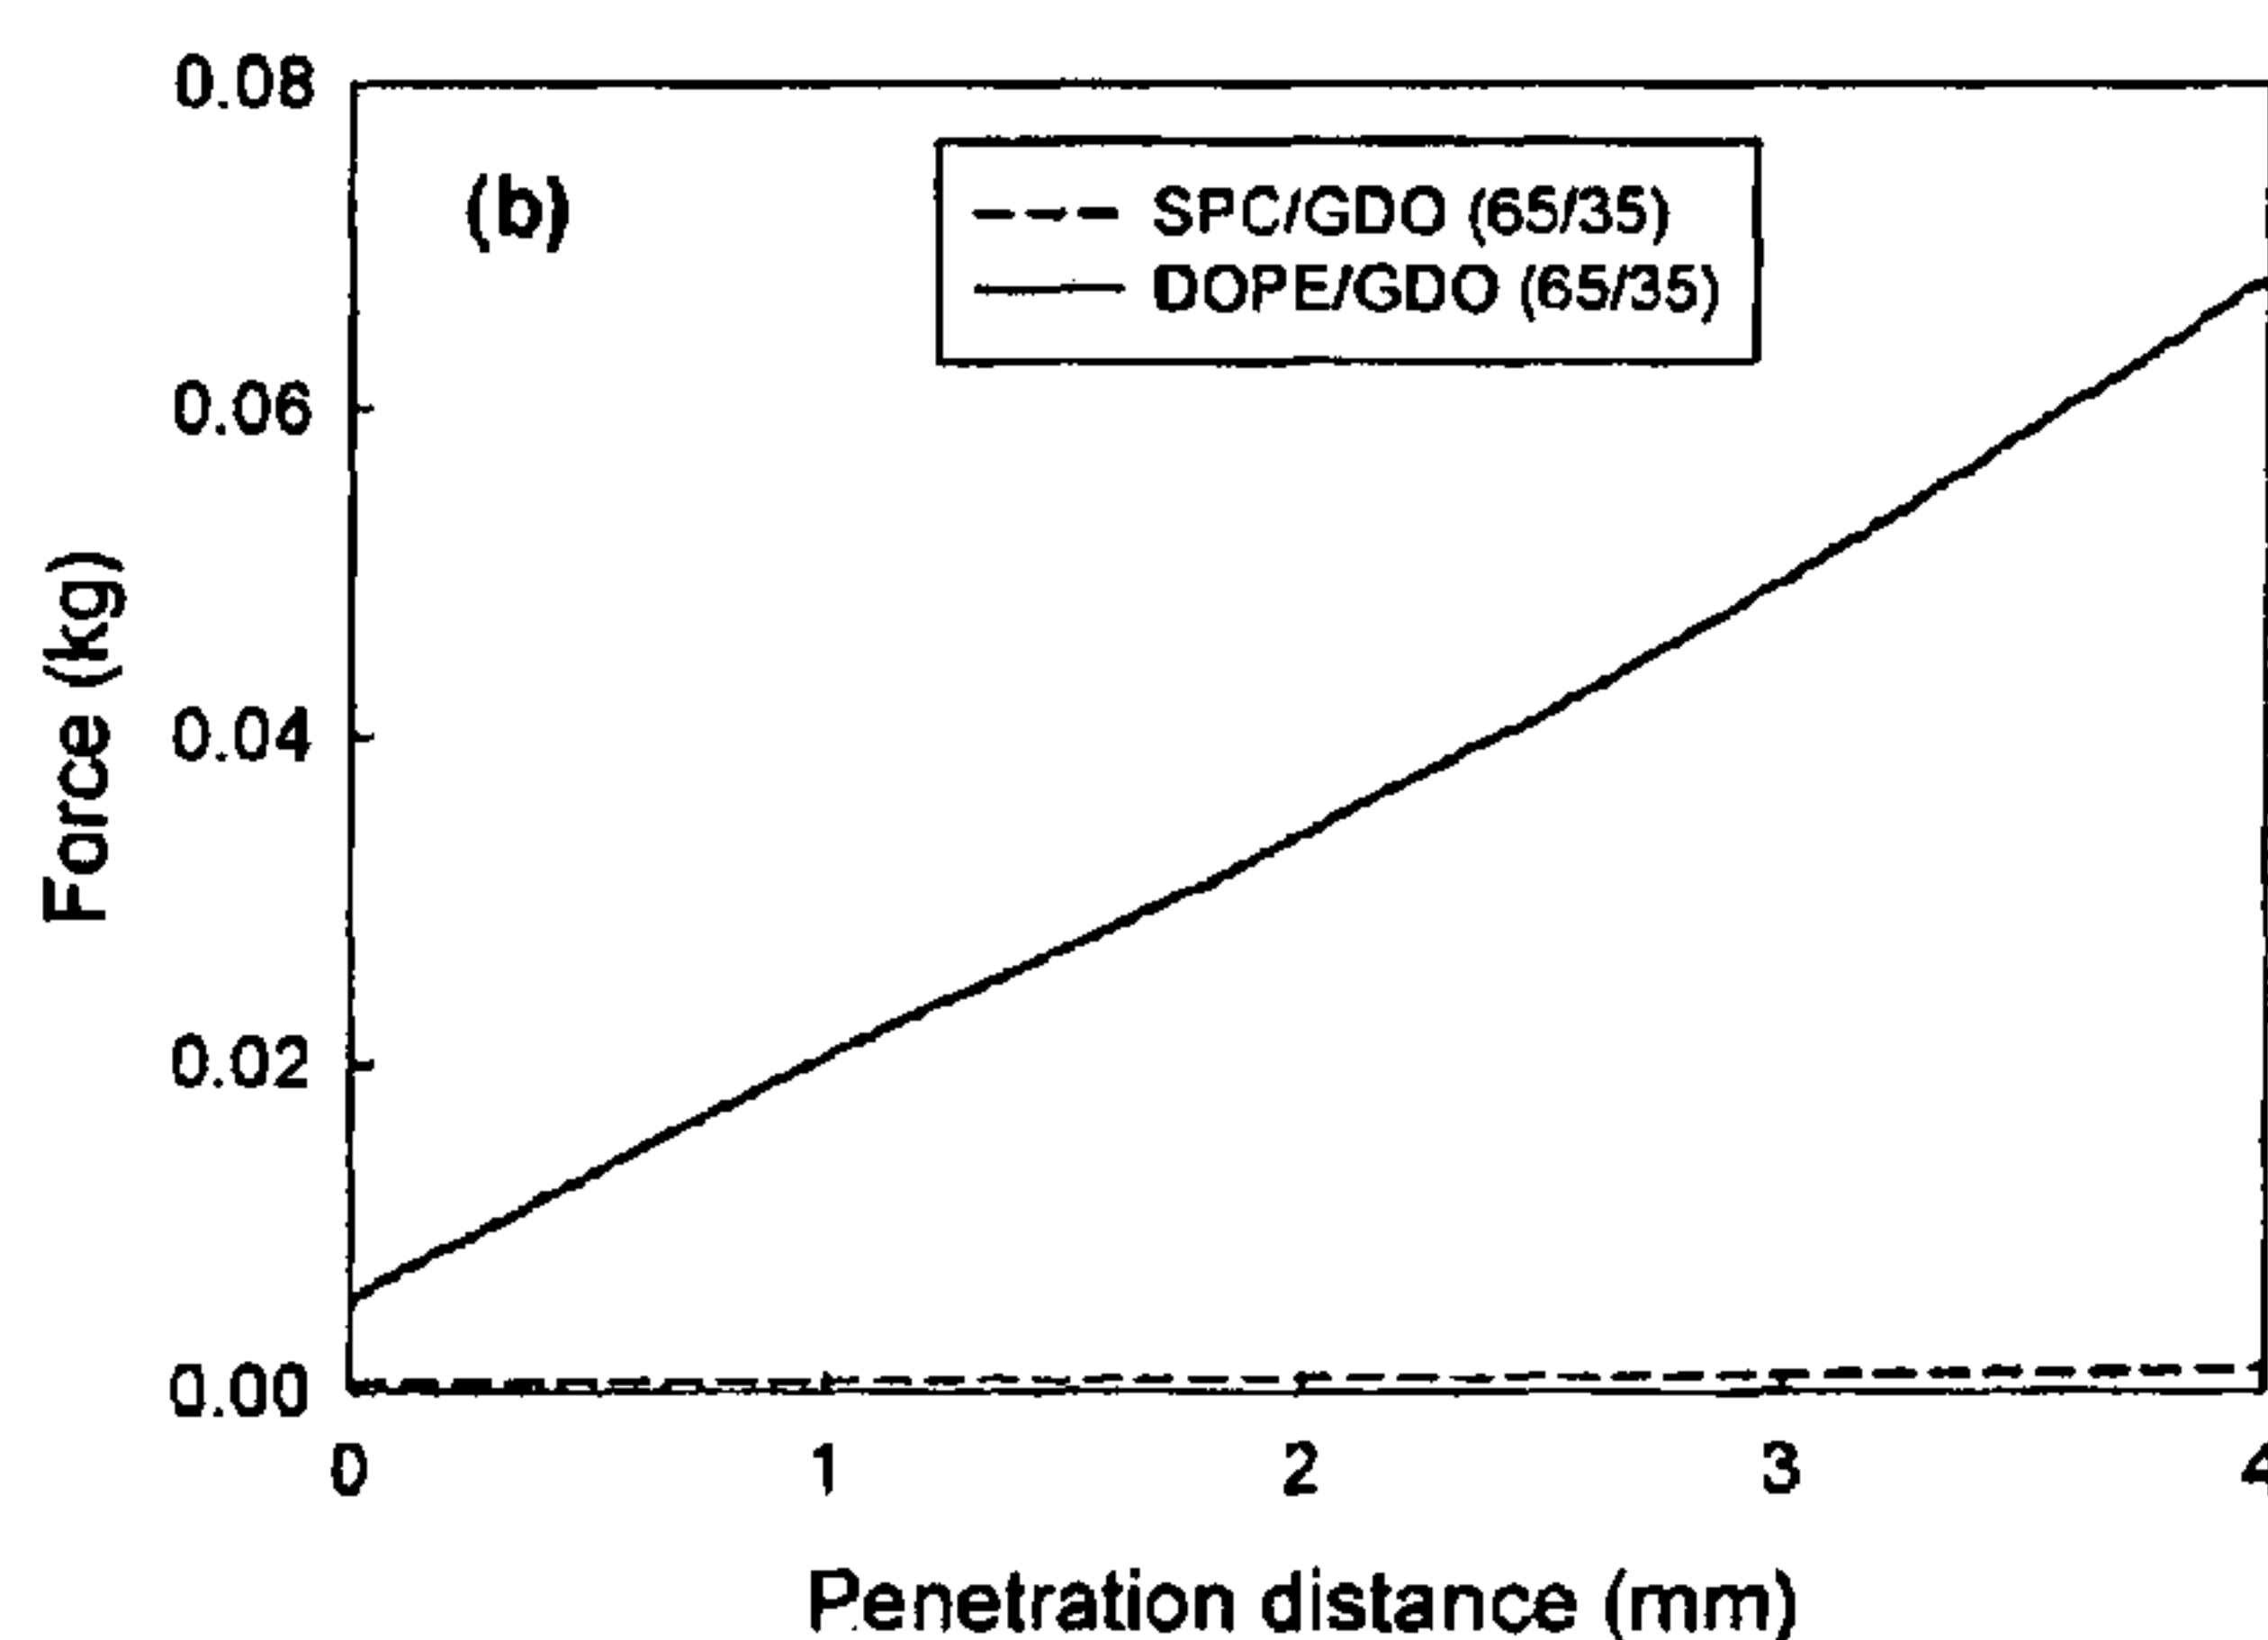 0.08
(b)
SPC/GDO (65/35)
DOPE/GDO (65/35)
0.06
Force (kg)
0.04
0.02
0.00
0 1 2 3 4
Penetration distance (mm)